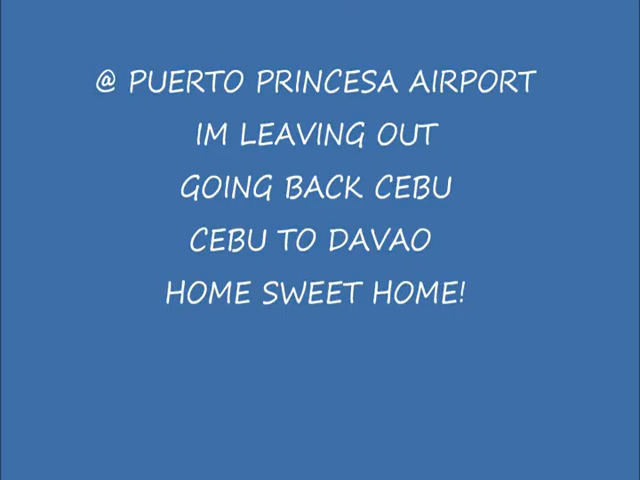 @ PUERTO PRINCESA AIRPORT
IM LEAVING OUT
GOING BACK CEBU
CEBU TO DAVAO
HOME SWEET HOME!